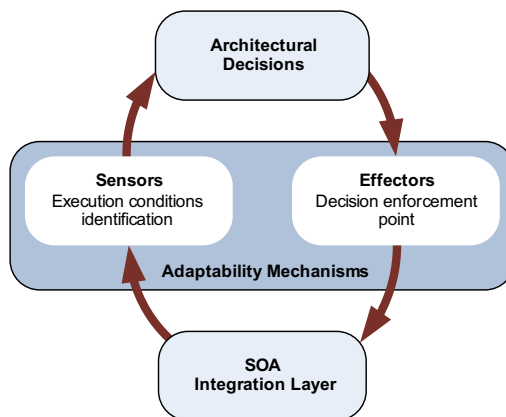 Architectural
Decisions
Sensors
Execution conditions
identification
Effectors
Decision enforcement
point
Adaptability Mechanisms
SOA
Integration Layer